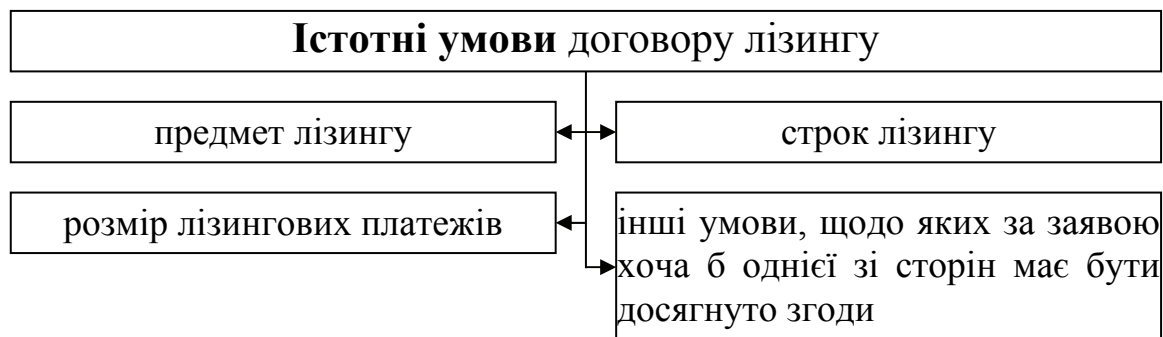 Істотні умови договору лізингу
предмет лізингу
строк лізингу
розмір лізингових платежів
інші умови, щодо яких за заявою
хоча б однієї зі сторін має бути
досягнуто згоди